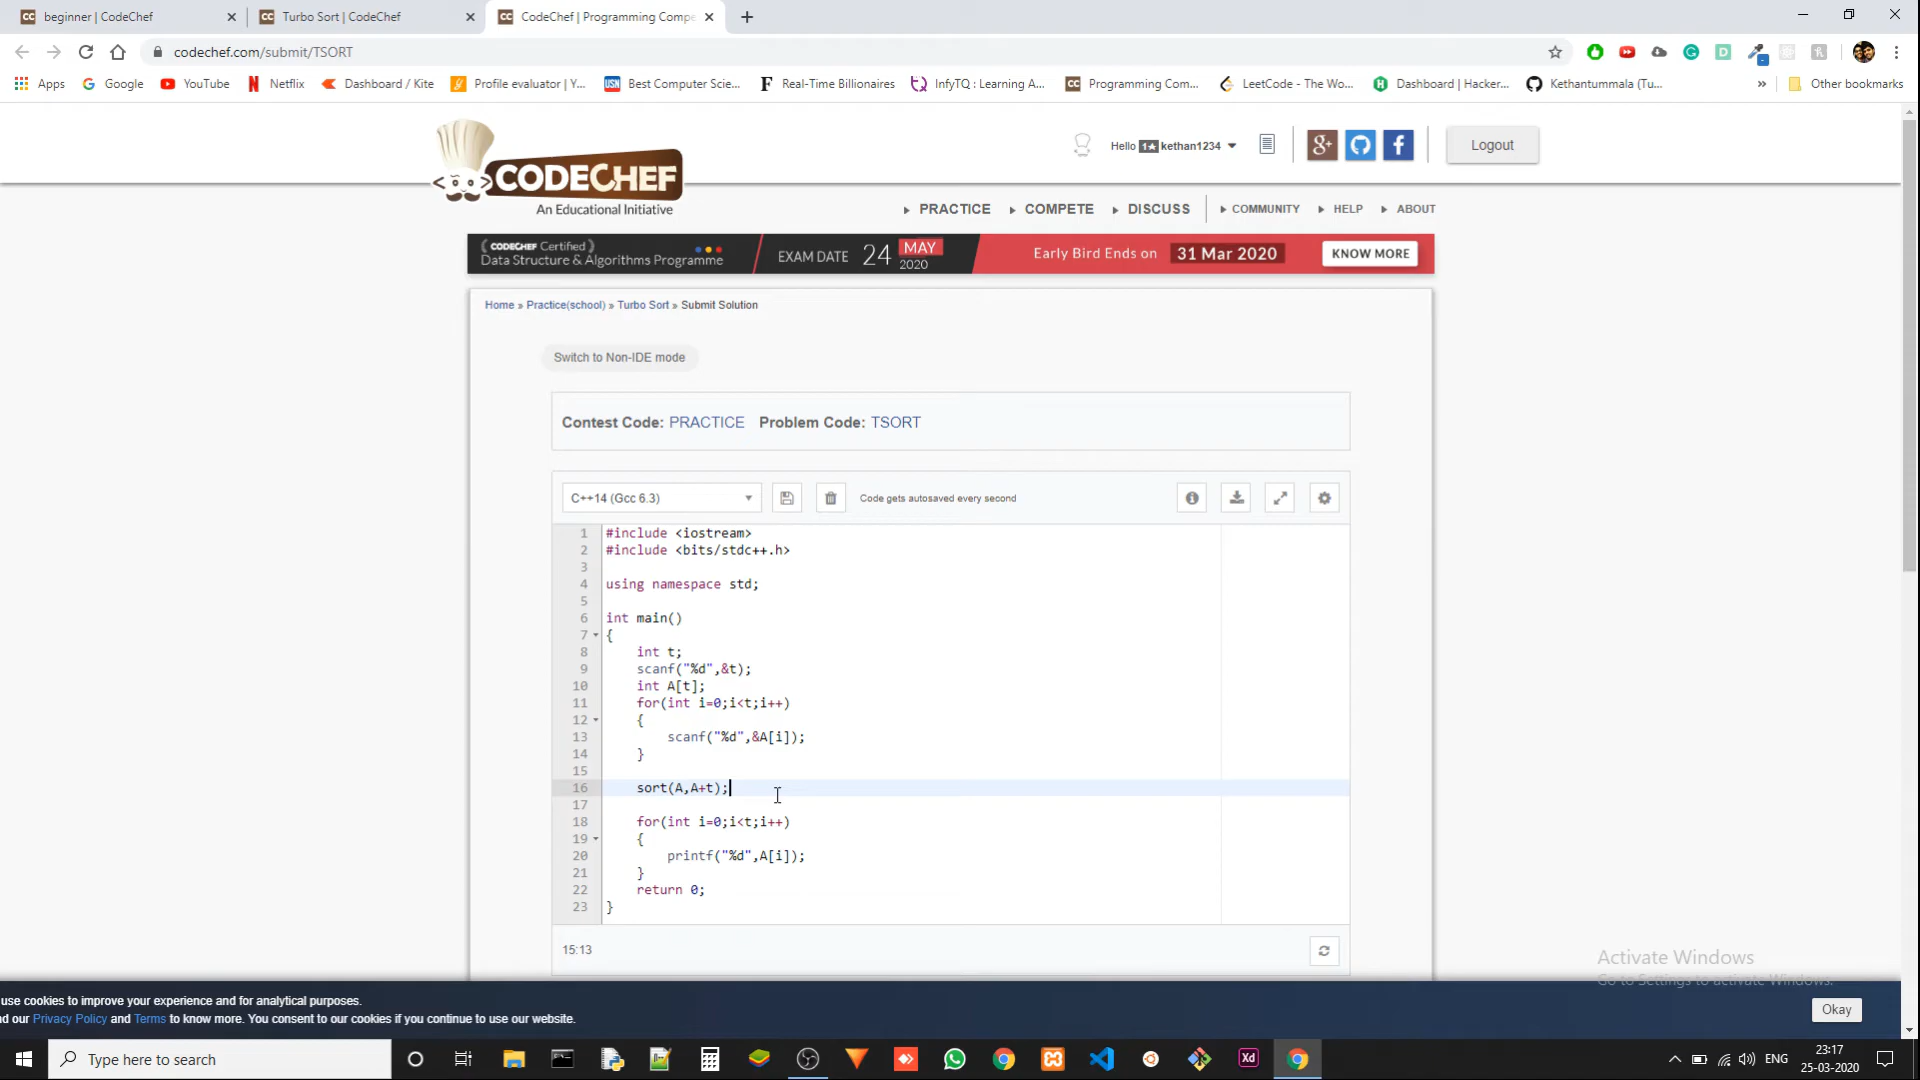 beginner | CodeChef
Turbo Sort | CodeChef
CodeChef | Programming Compe
codechef.com/submit/TSORT
Apps
Google
YouTube
Netflix
Dashboard / Kite
Profile evaluator | Y...
Best Computer Scie...
Real-Time Billionaires
InfyTQ : Learning A...
Programming Com...
LeetCode - The Wo...
Dashboard | Hacker...
Kethantummala (Tu...
Other bookmarks
CODECHEF
An Educational Initiative
Hello 1★ kethan1234
Logout
PRACTICE
COMPETE
DISCUSS
COMMUNITY
HELP
ABOUT
CODECHEF Certified
Data Structure & Algorithms Programme
EXAM DATE 24 MAY 2020
Early Bird Ends on 31 Mar 2020
KNOW MORE
Home » Practice(school) » Turbo Sort » Submit Solution
Switch to Non-IDE mode
Contest Code: PRACTICE Problem Code: TSORT
C++14 (Gcc 6.3)
Code gets autosaved every second
1 #include <iostream>
2 #include <bits/stdc++.h>
3
4 using namespace std;
5
6 int main()
7 {
8 int t;
9 scanf("%d",&t);
10 int A[t];
11 for(int i=0;i<t;i++)
12 {
13 scanf("%d",&A[i]);
14 }
15
16 sort(A,A+t);
17
18 for(int i=0;i<t;i++)
19 {
20 printf("%d",A[i]);
21 }
22 return 0;
23 }
15:13
Activate Windows
Go to Settings to activate Windows.
use cookies to improve your experience and for analytical purposes.
nd our Privacy Policy and Terms to know more. You consent to our cookies if you continue to use our website.
Okay
Type here to search
Xd
ENG
23:17
25-03-2020